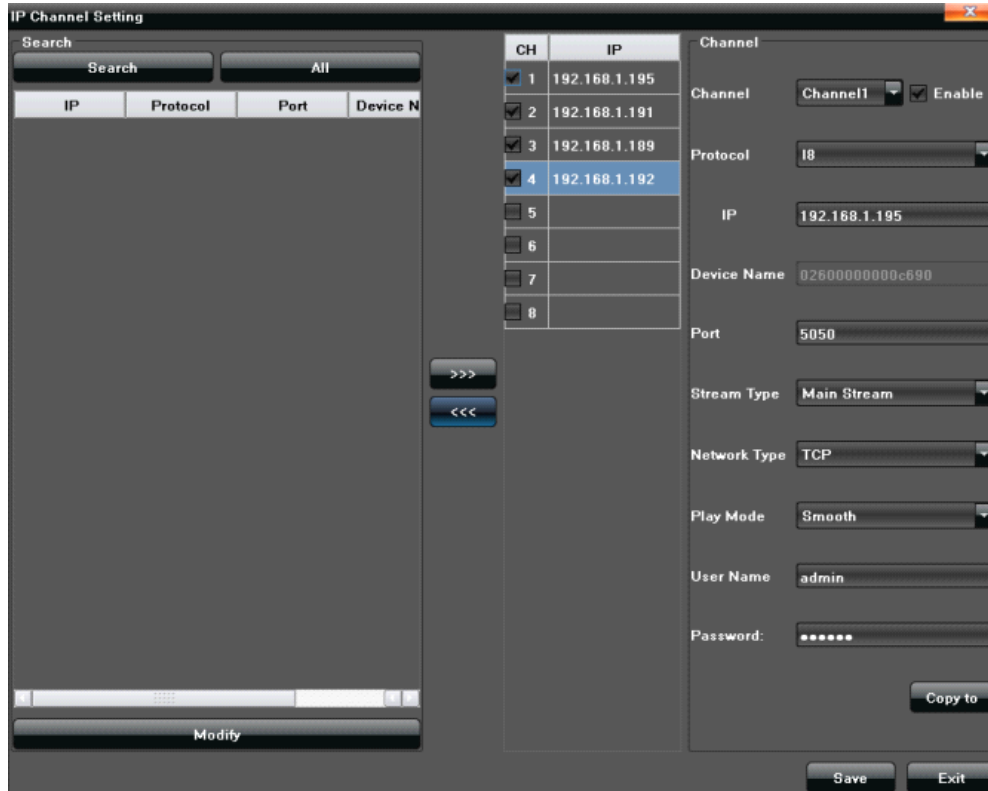 IP Channel Setting
X
Search
Search All
IP Protocol Port Device N
Modify
>>>
<<<
CH IP
1 192.168.1.195
2 192.168.1.191
3 192.168.1.189
4 192.168.1.192
5
6
7
8
Channel
Channel Channel1 Enable
Protocol I8
IP 192.168.1.195
Device Name 02600000000c690
Port 5050
Stream Type Main Stream
Network Type TCP
Play Mode Smooth
User Name admin
Password: ••••••
Copy to
Save Exit